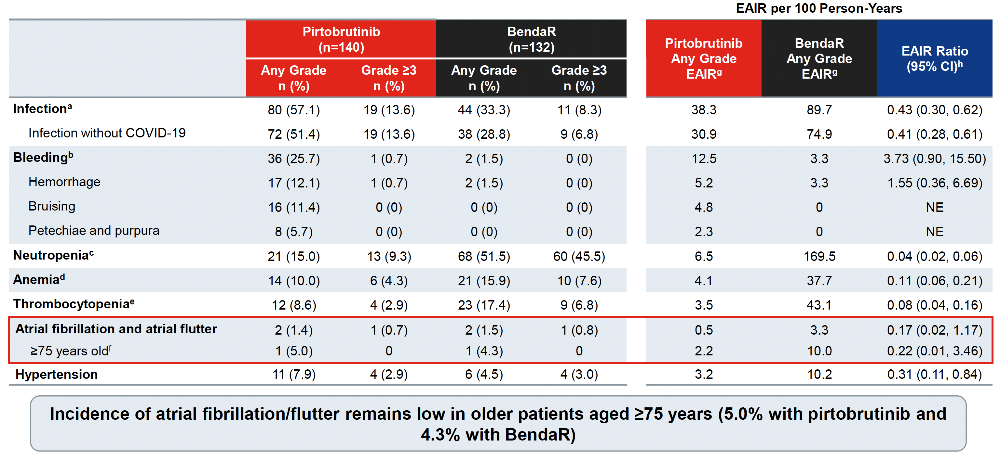 EAIR per 100 Person-Years
Pirtobrutinib
(n=140)
BendaR
(n=132)
Any Grade
n (%)
Grade ≥3
n (%)
Any Grade
n (%)
Grade ≥3
n (%)
Pirtobrutinib
Any Grade
EAIRg
BendaR
Any Grade
EAIRg
EAIR Ratio
(95% CI)h
Infectiona 80 (57.1) 19 (13.6) 44 (33.3) 11 (8.3) 38.3 89.7 0.43 (0.30, 0.62)
Infection without COVID-19 72 (51.4) 19 (13.6) 38 (28.8) 9 (6.8) 30.9 74.9 0.41 (0.28, 0.61)
Bleedingb 36 (25.7) 1 (0.7) 2 (1.5) 0 (0) 12.5 3.3 3.73 (0.90, 15.50)
Hemorrhage 17 (12.1) 1 (0.7) 2 (1.5) 0 (0) 5.2 3.3 1.55 (0.36, 6.69)
Bruising 16 (11.4) 0 (0) 0 (0) 0 (0) 4.8 0 NE
Petechiae and purpura 8 (5.7) 0 (0) 0 (0) 0 (0) 2.3 0 NE
Neutropeniac 21 (15.0) 13 (9.3) 68 (51.5) 60 (45.5) 6.5 169.5 0.04 (0.02, 0.06)
Anemiad 14 (10.0) 6 (4.3) 21 (15.9) 10 (7.6) 4.1 37.7 0.11 (0.06, 0.21)
Thrombocytopeniae 12 (8.6) 4 (2.9) 23 (17.4) 9 (6.8) 3.5 43.1 0.08 (0.04, 0.16)
Atrial fibrillation and atrial flutter 2 (1.4) 1 (0.7) 2 (1.5) 1 (0.8) 0.5 3.3 0.17 (0.02, 1.17)
≥75 years oldf 1 (5.0) 0 1 (4.3) 0 2.2 10.0 0.22 (0.01, 3.46)
Hypertension 11 (7.9) 4 (2.9) 6 (4.5) 4 (3.0) 3.2 10.2 0.31 (0.11, 0.84)
Incidence of atrial fibrillation/flutter remains low in older patients aged ≥75 years (5.0% with pirtobrutinib and
4.3% with BendaR)